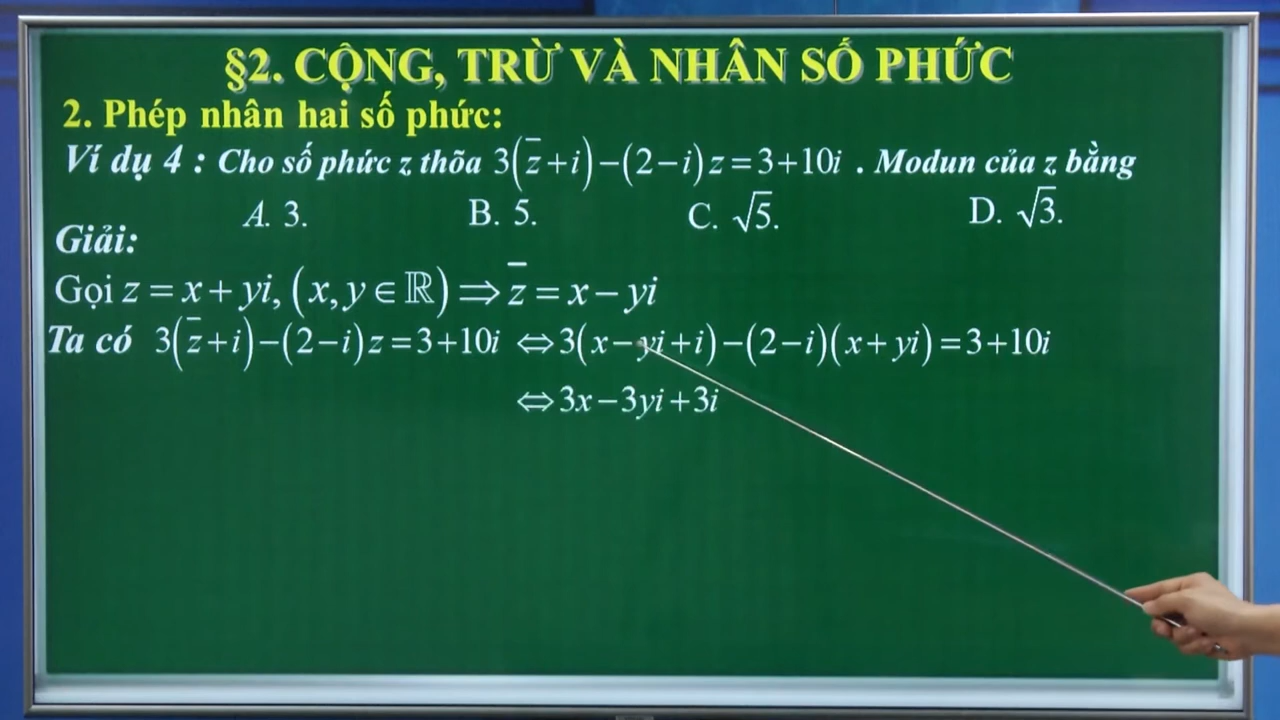 §2. CỘNG, TRỪ VÀ NHÂN SỐ PHỨC
2. Phép nhân hai số phức:
Ví dụ 4 : Cho số phức z thõa 3(z̅+i)−(2−i)z=3+10i . Modun của z bằng
A. 3. B. 5. C. √5. D. √3.
Giải:
Gọi z = x + yi, (x, y ∈ ℝ) ⇒ z̅ = x − yi
Ta có 3(z̅+i)−(2−i)z=3+10i ⇔3(x−yi+i)−(2−i)(x+yi)=3+10i
⇔3x−3yi+3i